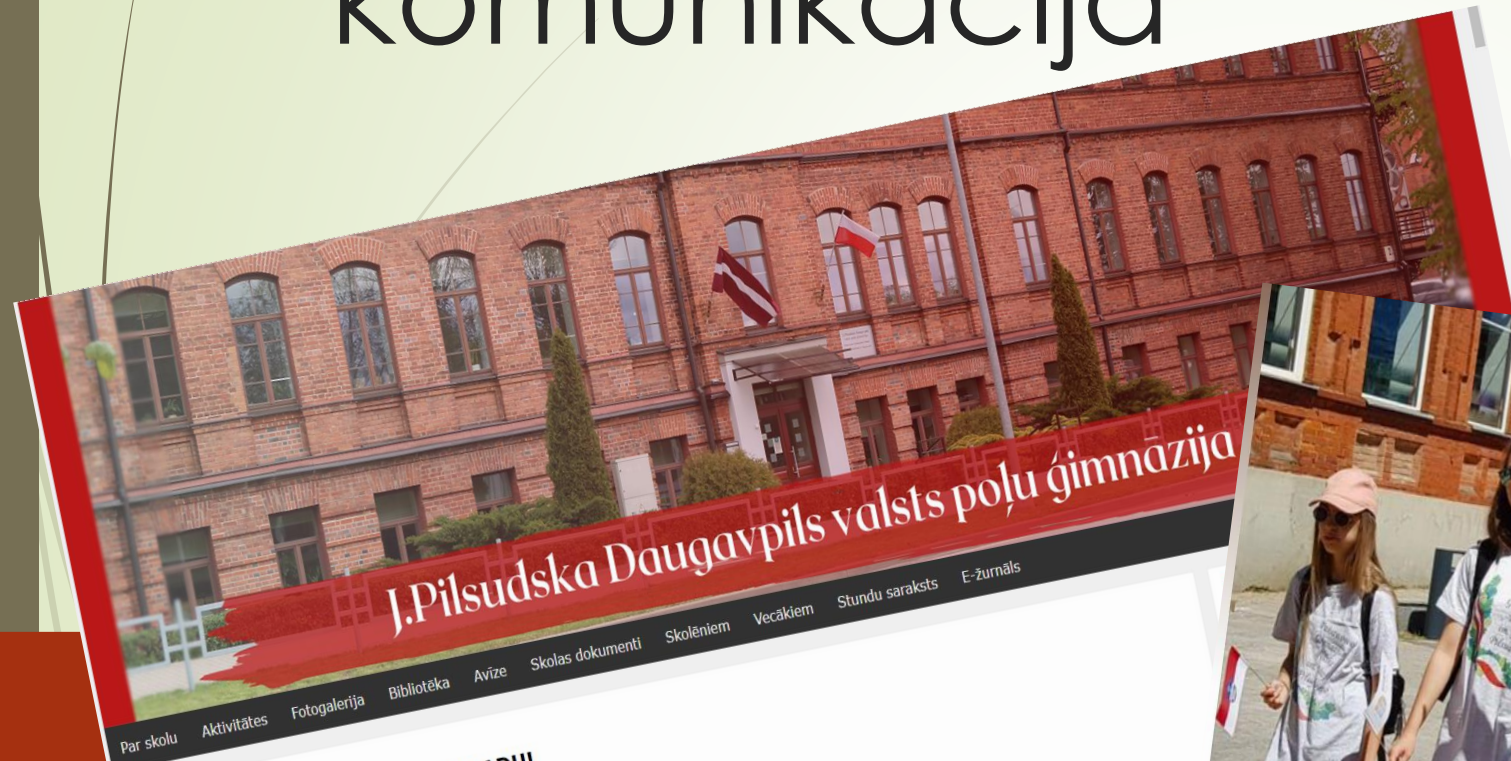 komunikācija
J.Pilsudska Daugavpils valsts poļu ģimnāzija
Par skolu Aktivitātes Fotogalerija Bibliotēka Avīze Skolas dokumenti Skolēniem Vecākiem Stundu saraksts E-žurnāls